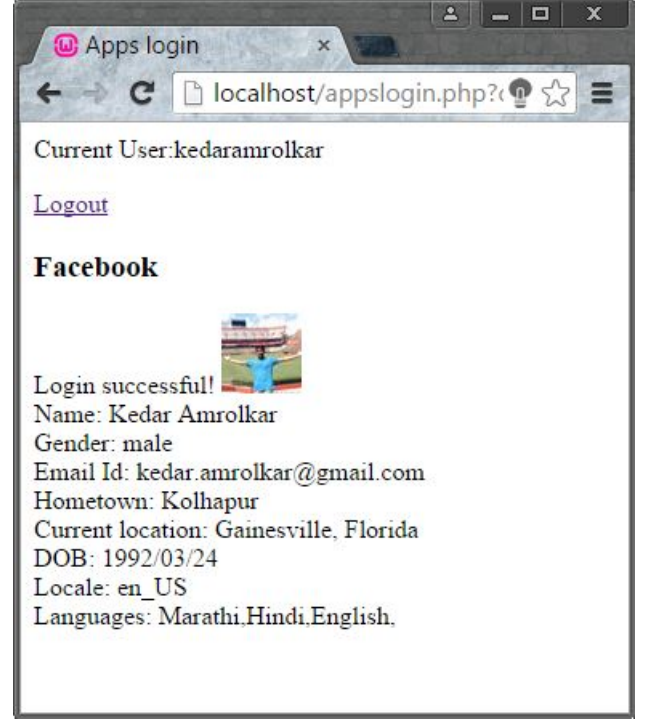 Apps login
localhost/appslogin.php?
Current User:kedaramrolkar
Logout
Facebook
Login successful!
Name: Kedar Amrolkar
Gender: male
Email Id: kedar.amrolkar@gmail.com
Hometown: Kolhapur
Current location: Gainesville, Florida
DOB: 1992/03/24
Locale: en_US
Languages: Marathi,Hindi,English,